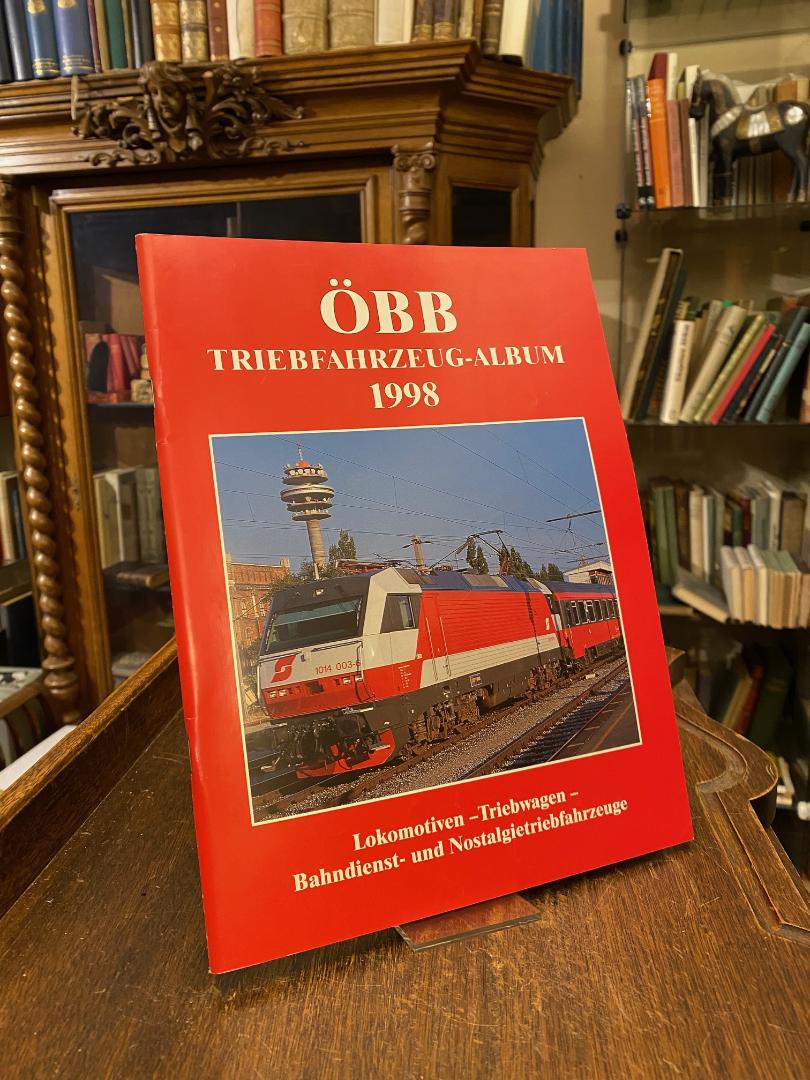 ÖBB
TRIEBFAHRZEUG-ALBUM
1998
1014 003-6
Lokomotiven –Triebwagen –
Bahndienst- und Nostalgietriebfahrzeuge